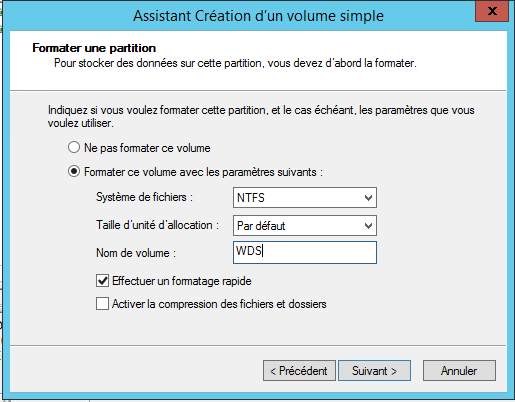 Assistant Création d'un volume simple
x
Formater une partition
Pour stocker des données sur cette partition, vous devez d'abord la formater.
Indiquez si vous voulez formater cette partition, et le cas échéant, les paramètres que vous
voulez utiliser.
Ne pas formater ce volume
Formater ce volume avec les paramètres suivants :
Système de fichiers : NTFS
Taille d'unité d'allocation : Par défaut
Nom de volume : WDS
Effectuer un formatage rapide
Activer la compression des fichiers et dossiers
< Précédent Suivant > Annuler